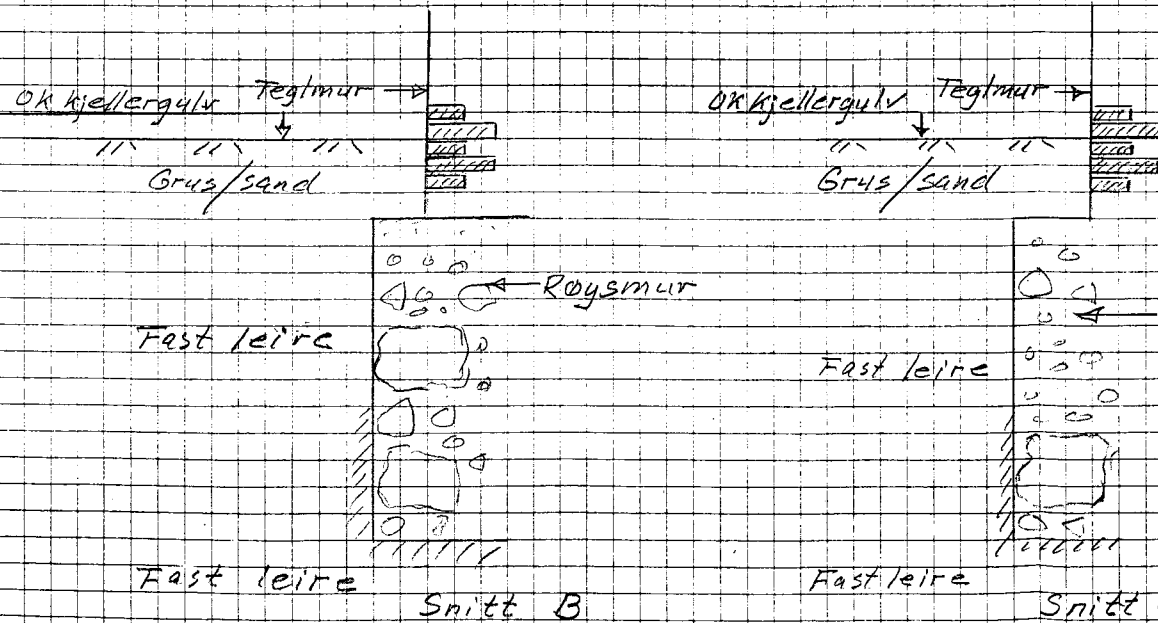 OK kjellergulv Teglmur
Grus/sand
Røysmur
Fast leire
Fast leire
Snitt B
OK kjellergulv Teglmur
Grus/sand
Fast leire
Fast leire
Snitt